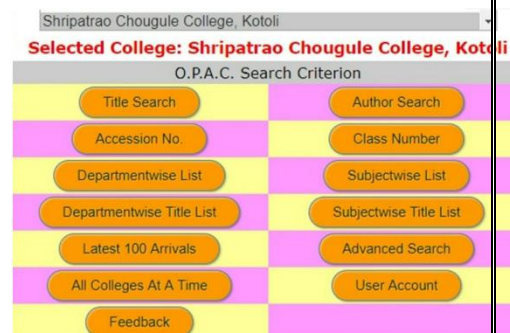 Shripatrao Chougule College, Kotoli
Selected College: Shripatrao Chougule College, Kotoli
O.P.A.C. Search Criterion
Title Search Author Search
Accession No. Class Number
Departmentwise List Subjectwise List
Departmentwise Title List Subjectwise Title List
Latest 100 Arrivals Advanced Search
All Colleges At A Time User Account
Feedback